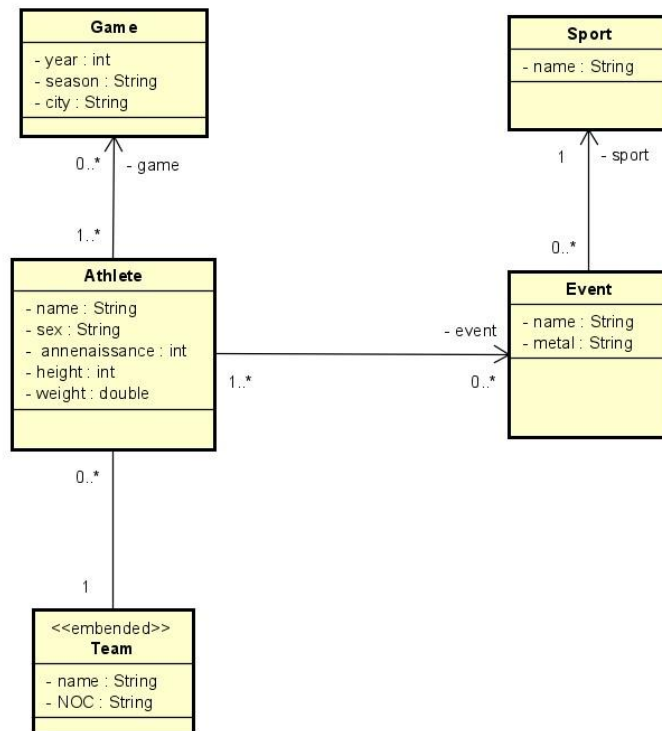 Game
- year : int
- season : String
- city : String
0..*
- game
1..*
Sport
- name : String
1
- sport
0..*
Athlete
- name : String
- sex : String
- annenaissance : int
- height : int
- weight : double
- event
1..*
0..*
Event
- name : String
- metal : String
0..*
1
<<embended>>
Team
- name : String
- NOC : String